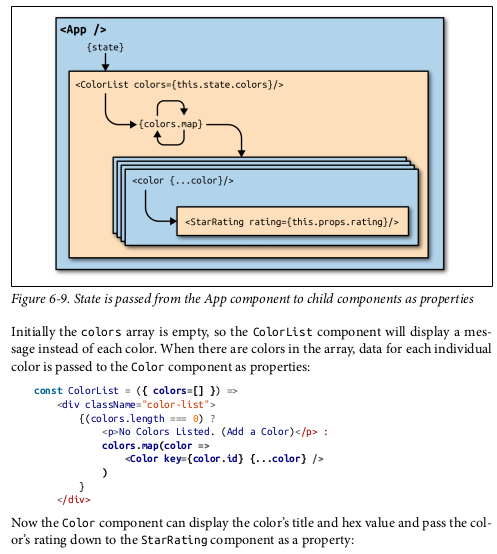 <App />
{state}
<ColorList colors={this.state.colors}/>
{colors.map}
<color {...color}/>
<StarRating rating={this.props.rating}/>
Figure 6-9. State is passed from the App component to child components as properties
Initially the colors array is empty, so the ColorList component will display a mes-
sage instead of each color. When there are colors in the array, data for each individual
color is passed to the Color component as properties:
const ColorList = ({ colors=[] }) =>
    <div className="color-list">
        {(colors.length === 0) ?
            <p>No Colors Listed. (Add a Color)</p> :
            colors.map(color =>
                <Color key={color.id} {...color} />
            )
        }
    </div>
Now the Color component can display the color's title and hex value and pass the col-
or's rating down to the StarRating component as a property: